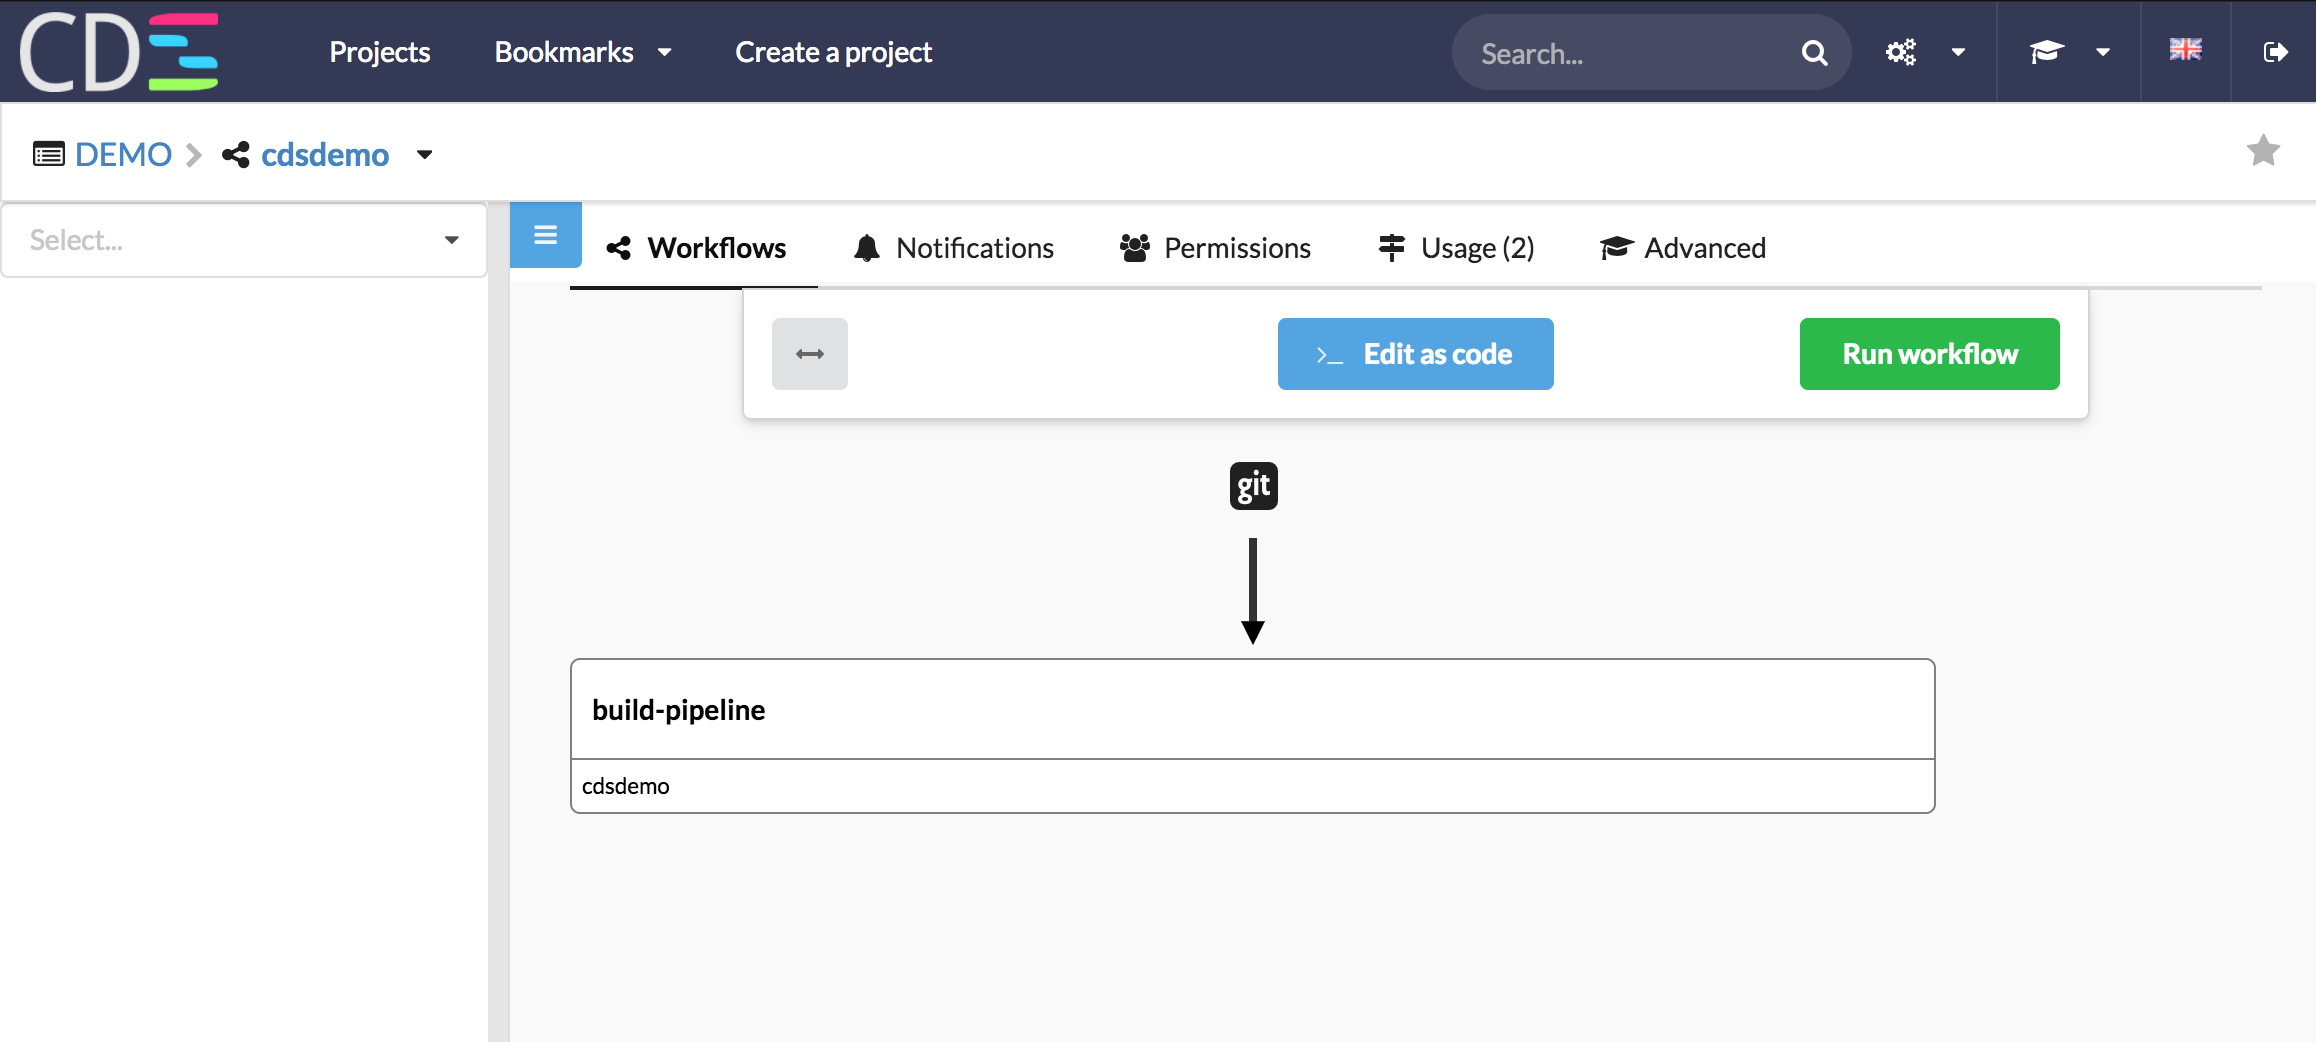 CDS
Projects Bookmarks Create a project Search...
DEMO cdsdemo
Select...
Workflows Notifications Permissions Usage (2) Advanced
>_ Edit as code Run workflow
git
build-pipeline
cdsdemo